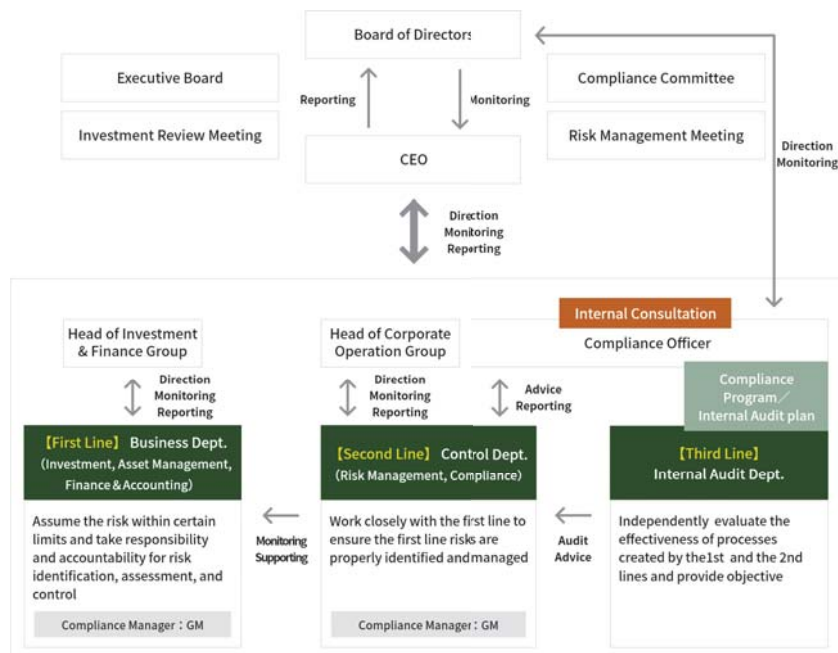 Board of Directors
Executive Board
Compliance Committee
Reporting
Monitoring
Investment Review Meeting
Risk Management Meeting
CEO
Direction
Monitoring
Direction
Monitoring
Reporting
Internal Consultation
Head of Investment
& Finance Group
Head of Corporate
Operation Group
Compliance Officer
Direction
Monitoring
Reporting
Direction
Monitoring
Reporting
Advice
Reporting
Compliance
Program／
Internal Audit plan
【First Line】 Business Dept.
（Investment, Asset Management,
Finance & Accounting）
【Second Line】 Control Dept.
（Risk Management, Compliance）
【Third Line】
Internal Audit Dept.
Assume the risk within certain
limits and take responsibility
and accountability for risk
identification, assessment, and
control
Compliance Manager：GM
Monitoring
Supporting
Work closely with the first line to
ensure the first line risks are
properly identified and managed
Compliance Manager：GM
Audit
Advice
Independently evaluate the
effectiveness of processes
created by the1st and the 2nd
lines and provide objective